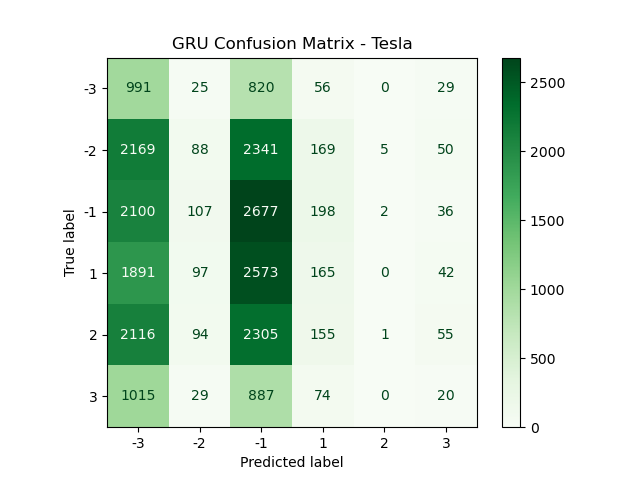 GRU Confusion Matrix - Tesla
-3 991 25 820 56 0 29
-2 2169 88 2341 169 5 50
-1 2100 107 2677 198 2 36
1 1891 97 2573 165 0 42
2 2116 94 2305 155 1 55
3 1015 29 887 74 0 20
-3 -2 -1 1 2 3
Predicted label
True label
2500
2000
1500
1000
500
0